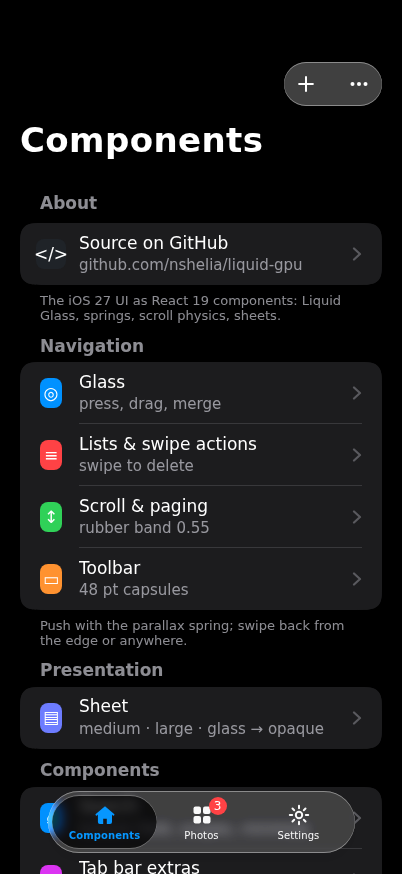 Components
About
</> Source on GitHub
github.com/nshelia/liquid-gpu
The iOS 27 UI as React 19 components: Liquid
Glass, springs, scroll physics, sheets.
Navigation
Glass
press, drag, merge
Lists & swipe actions
swipe to delete
Scroll & paging
rubber band 0.55
Toolbar
48 pt capsules
Push with the parallax spring; swipe back from
the edge or anywhere.
Presentation
Sheet
medium · large · glass → opaque
Components
3
Components Photos Settings
Tab bar extras